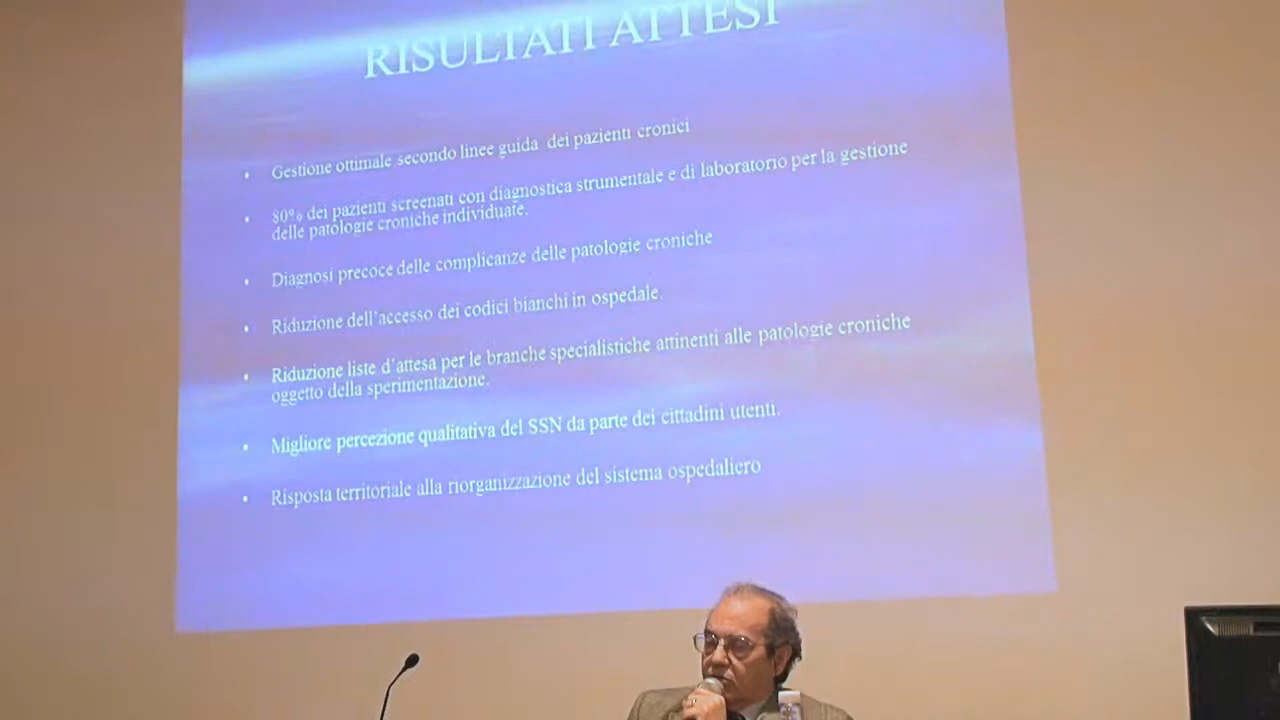 RISULTATI ATTESI
• Gestione ottimale secondo linee guida dei pazienti cronici
• 80% dei pazienti screenati con diagnostica strumentale e di laboratorio per la gestione
delle patologie croniche individuate.
• Diagnosi precoce delle complicanze delle patologie croniche
• Riduzione dell'accesso dei codici bianchi in ospedale.
• Riduzione liste d'attesa per le branche specialistiche attinenti alle patologie croniche
oggetto della sperimentazione.
• Migliore percezione qualitativa del SSN da parte dei cittadini utenti.
• Risposta territoriale alla riorganizzazione del sistema ospedaliero